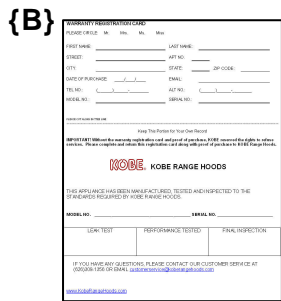 {B}
WARRANTY REGISTRATION CARD
PLEASE CIRCLE: Mr. Mrs. Ms. Miss
FIRST NAME: LAST NAME:
STREET: APT NO.:
CITY: STATE: ZIP CODE:
DATE OF PURCHASE: / / EMAIL:
TEL NO.: ( ) - ALT NO.: ( ) -
MODEL NO.: SERIAL NO.:
Keep This Portion for Your Own Record
IMPORTANT! Without the warranty registration card and proof of purchase, KOBE reserved the rights to refuse
services. Please complete and return this registration card along with proof of purchase to KOBE Range Hoods.
KOBE. KOBE RANGE HOODS
THIS APPLIANCE HAS BEEN MANUFACTURED, TESTED AND INSPECTED TO THE
STANDARDS REQUIRED BY KOBE RANGE HOODS.
MODEL NO. SERIAL NO.
LEAK TEST PERFORMANCE TESTED FINAL INSPECTION
IF YOU HAVE ANY QUESTIONS, PLEASE CONTACT OUR CUSTOMER SERVICE AT
(626)308-1356 OR EMAIL customerservice@koberangehoods.com
www.KobeRangeHoods.com